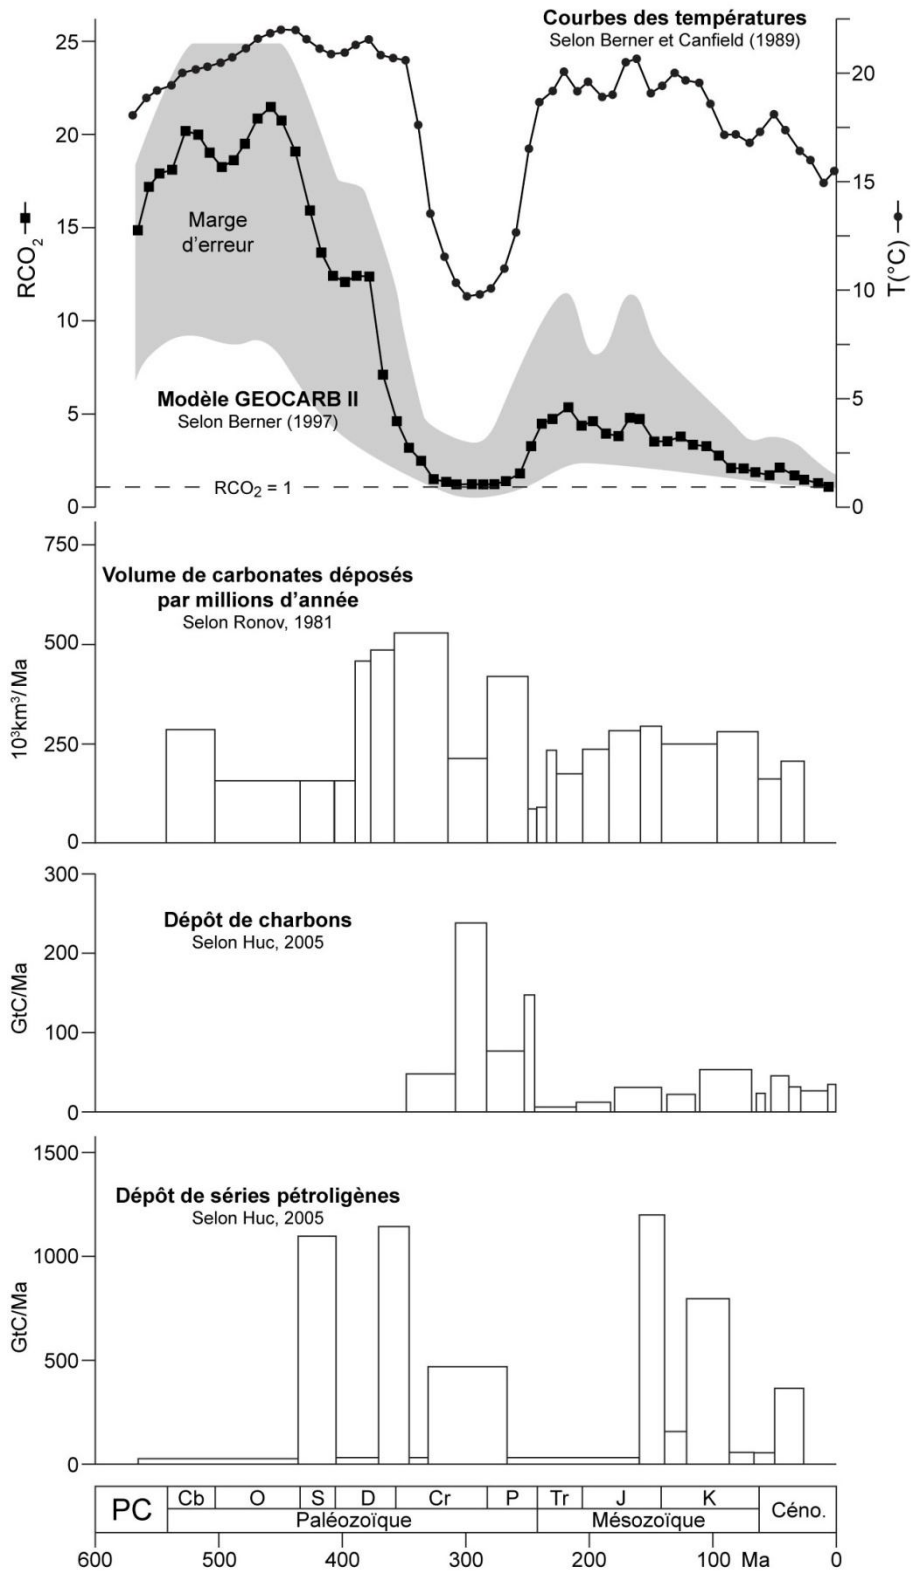 Courbes des températures
Selon Berner et Canfield (1989)
25
20
15
10
5
0
RCO2
20
15
10
5
0
T(°C)
Marge
d'erreur
Modèle GEOCARB II
Selon Berner (1997)
RCO2 = 1
750
500
250
0
10³km³/Ma
Volume de carbonates déposés
par millions d'année
Selon Ronov, 1981
300
200
100
0
GtC/Ma
Dépôt de charbons
Selon Huc, 2005
1500
1000
500
0
GtC/Ma
Dépôt de séries pétroligènes
Selon Huc, 2005
PC Cb O S D Cr P Tr J K Céno.
Paléozoïque Mésozoïque
600 500 400 300 200 100 Ma 0